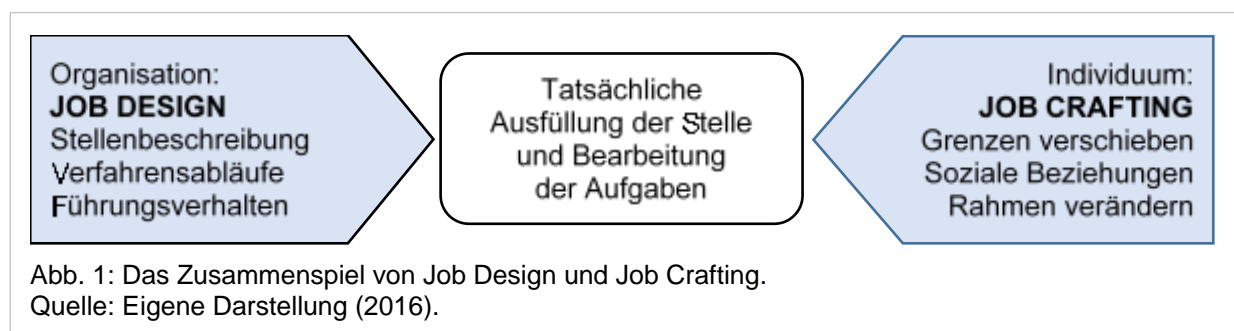 Organisation:
JOB DESIGN
Stellenbeschreibung
Verfahrensabläufe
Führungsverhalten
Tatsächliche
Ausfüllung der Stelle
und Bearbeitung
der Aufgaben
Individuum:
JOB CRAFTING
Grenzen verschieben
Soziale Beziehungen
Rahmen verändern
Abb. 1: Das Zusammenspiel von Job Design und Job Crafting.
Quelle: Eigene Darstellung (2016).